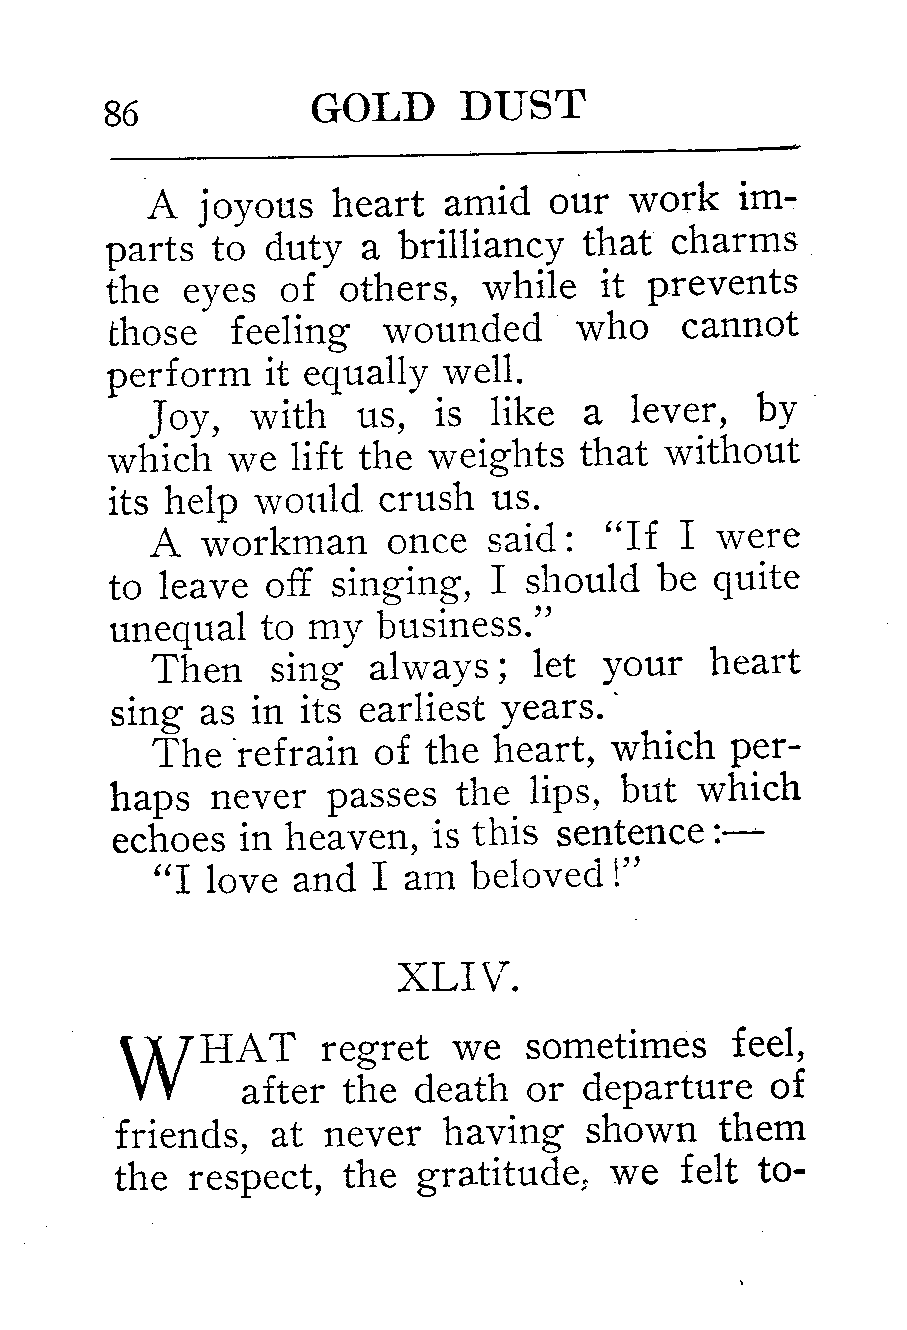 86 GOLD DUST
A joyous heart amid our work im-
parts to duty a brilliancy that charms
the eyes of others, while it prevents
those feeling wounded who cannot
perform it equally well.
Joy, with us, is like a lever, by
which we lift the weights that without
its help would crush us.
A workman once said: “If I were
to leave off singing, I should be quite
unequal to my business.”
Then sing always; let your heart
sing as in its earliest years.
The refrain of the heart, which per-
haps never passes the lips, but which
echoes in heaven, is this sentence:—
“I love and I am beloved!”
XLIV.
WHAT regret we sometimes feel,
after the death or departure of
friends, at never having shown them
the respect, the gratitude, we felt to-